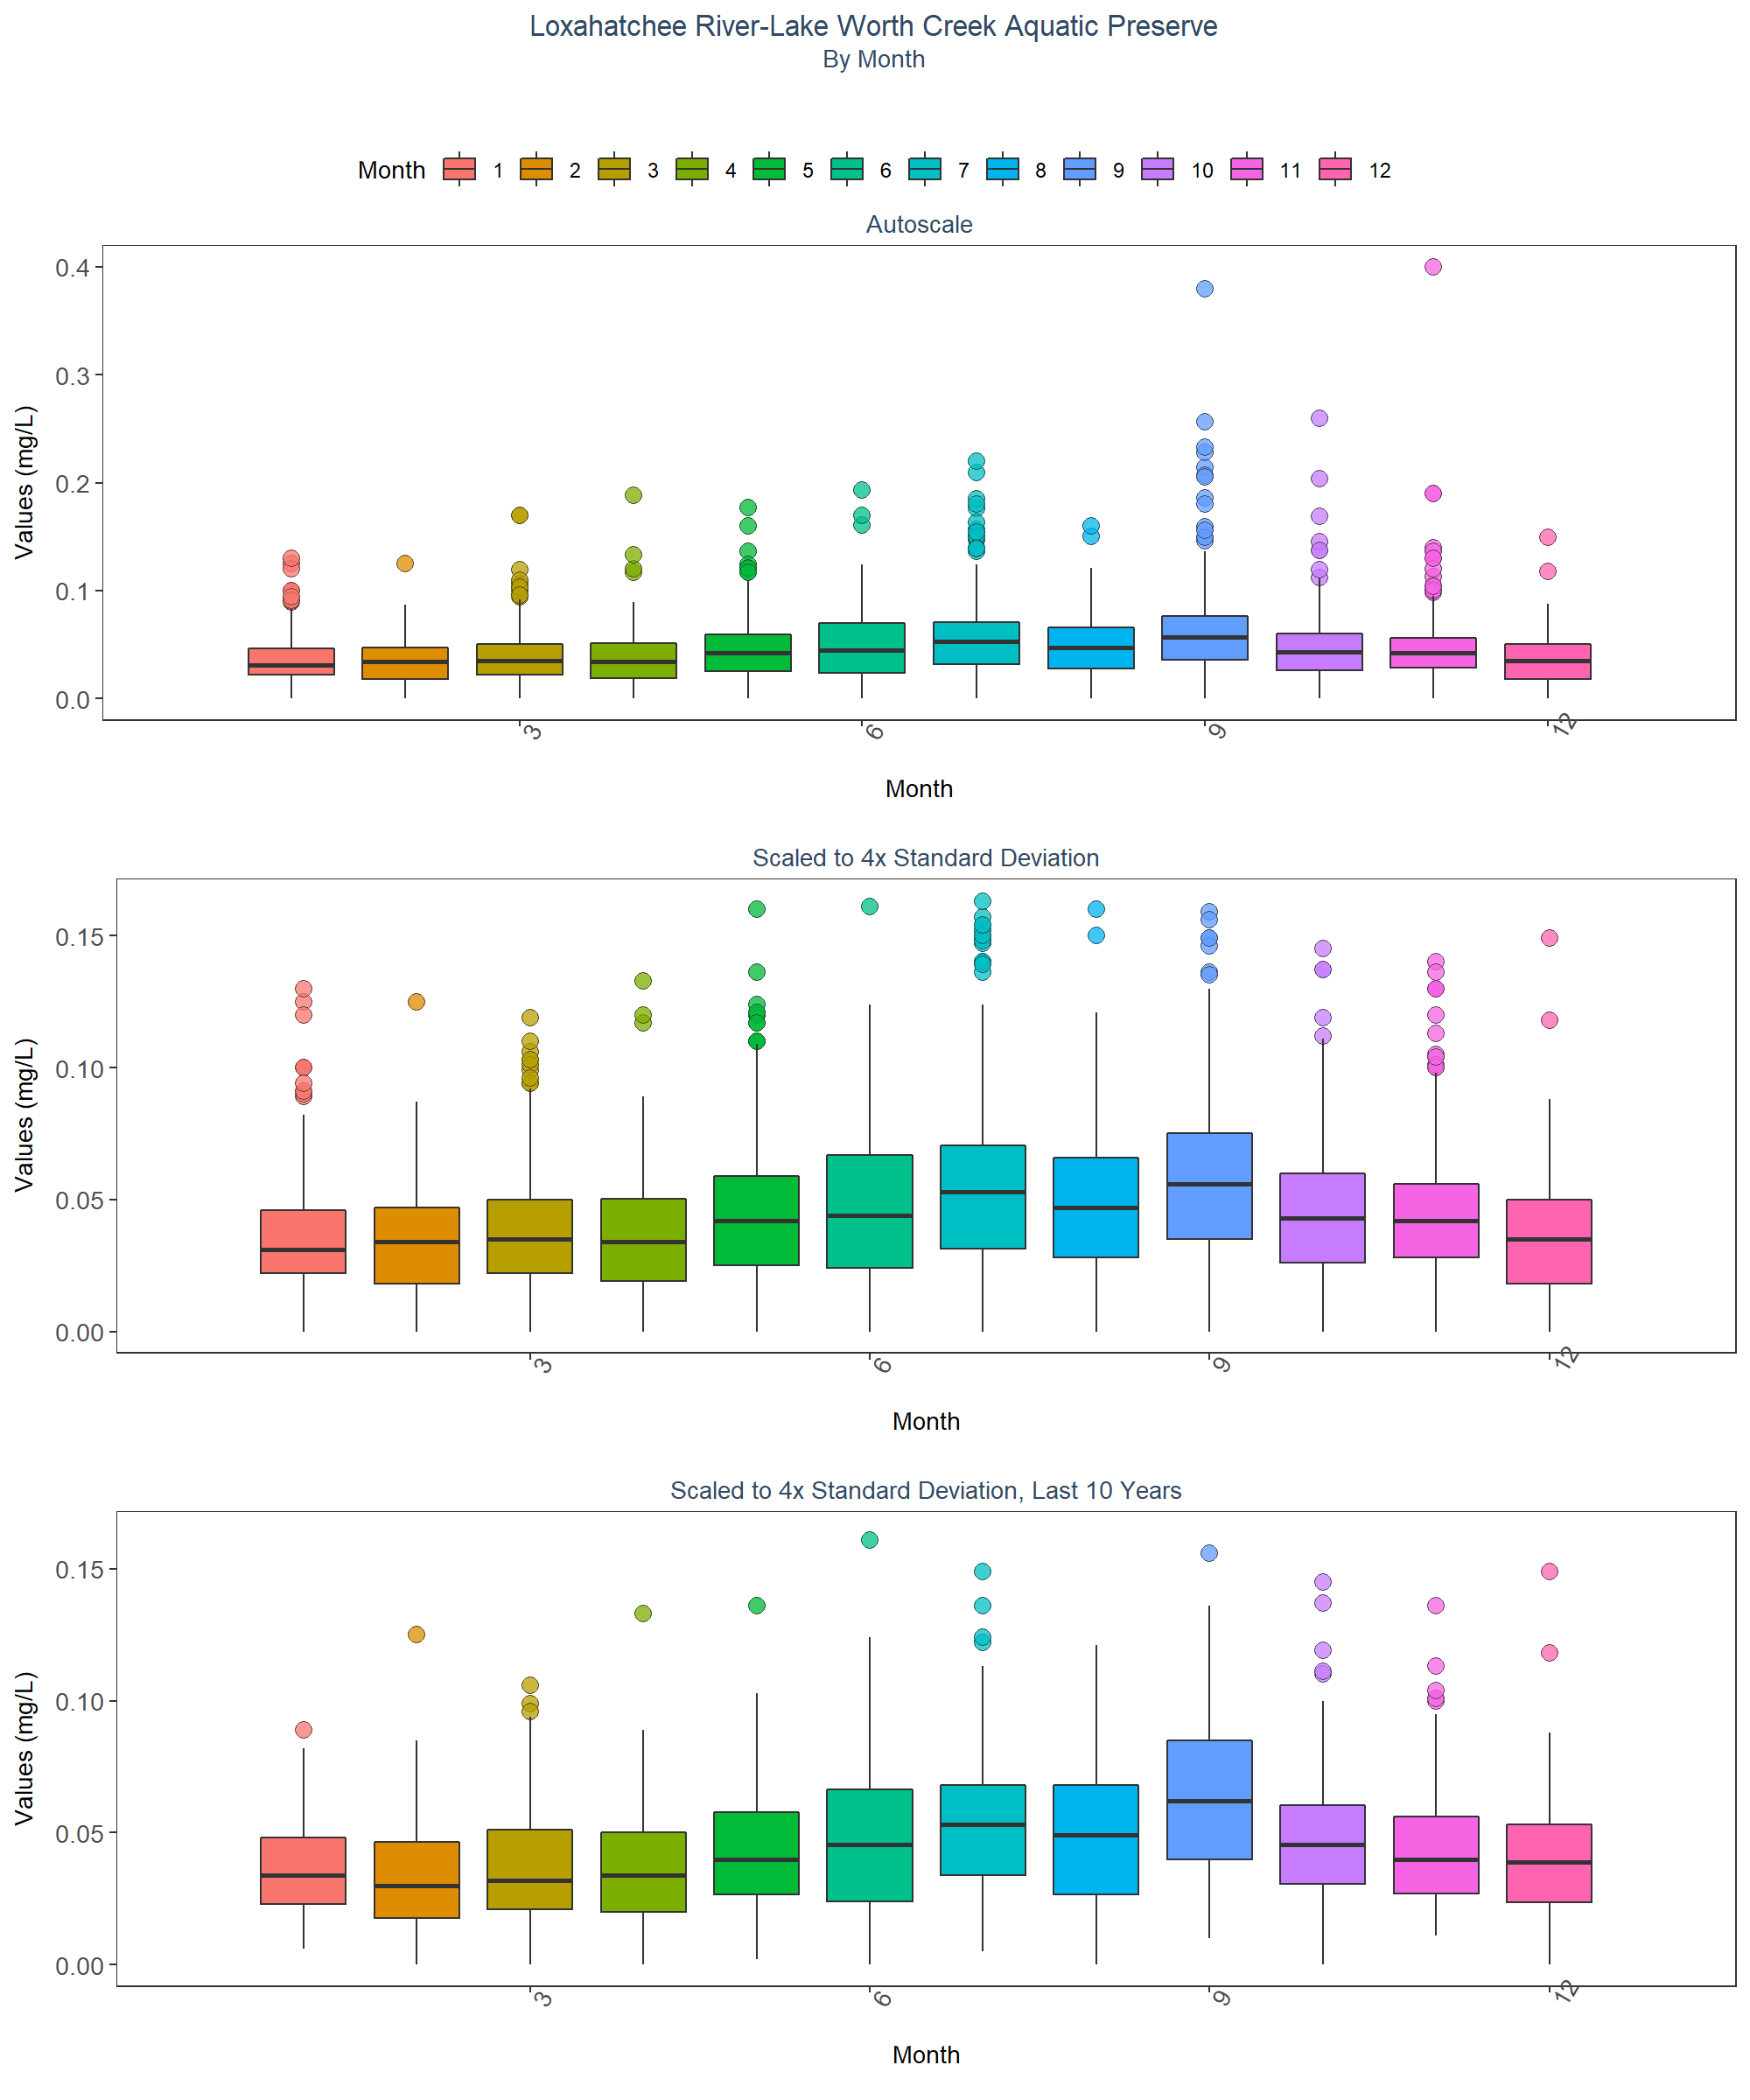 Loxahatchee River-Lake Worth Creek Aquatic Preserve
By Month
Month 1 2 3 4 5 6 7 8 9 10 11 12
Autoscale
Values (mg/L)
0.4
0.3
0.2
0.1
0.0
3 6 9 12
Month
Scaled to 4x Standard Deviation
Values (mg/L)
0.15
0.10
0.05
0.00
3 6 9 12
Month
Scaled to 4x Standard Deviation, Last 10 Years
Values (mg/L)
0.15
0.10
0.05
0.00
3 6 9 12
Month